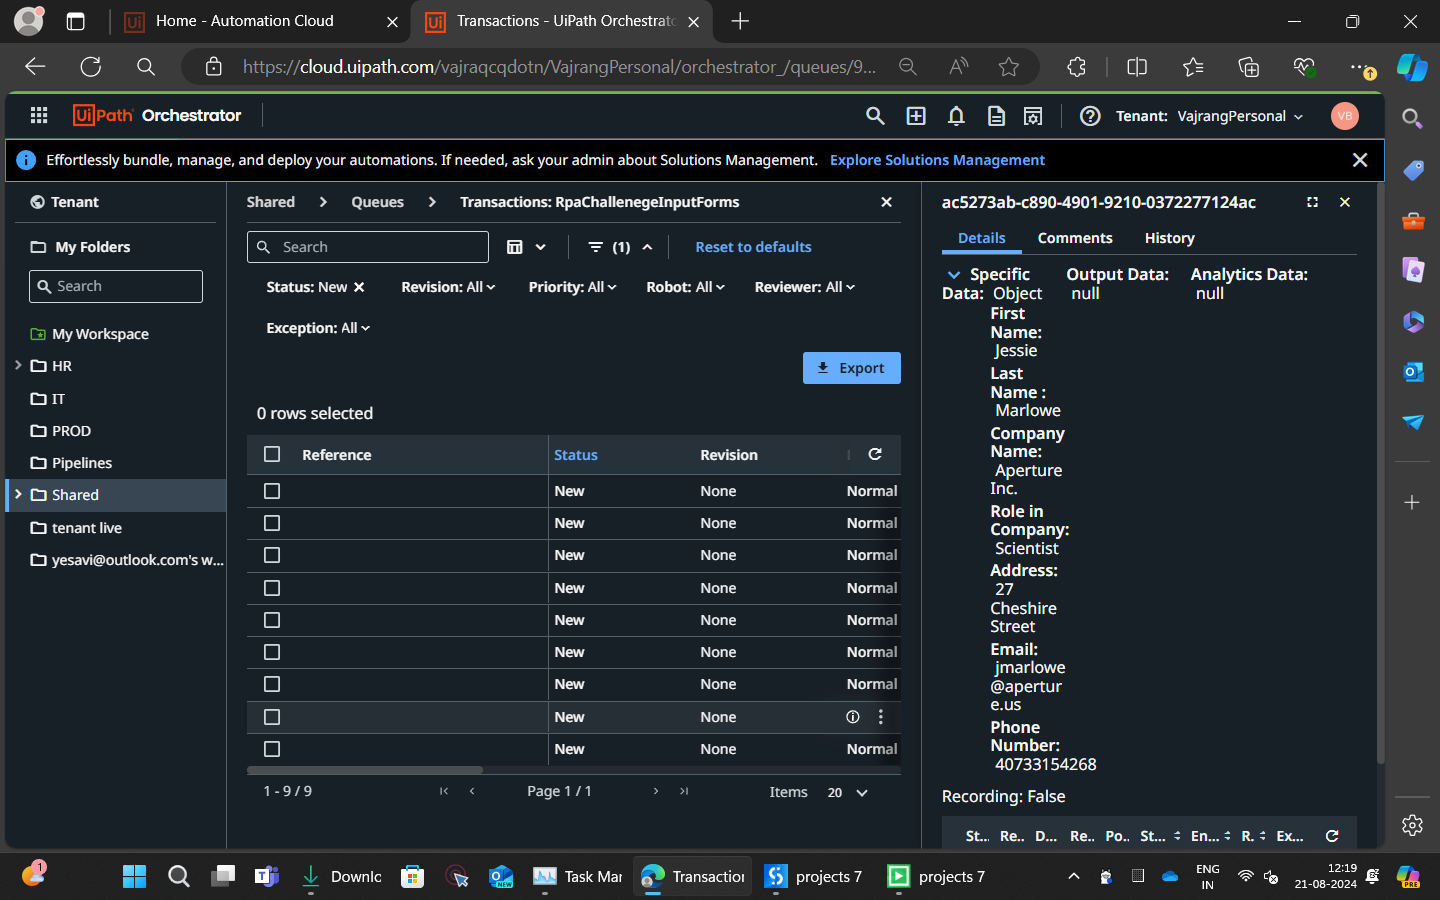 Home - Automation Cloud
Transactions - UiPath Orchestrato
https://cloud.uipath.com/vajraqcqdotn/VajrangPersonal/orchestrator_/queues/9...
UiPath Orchestrator
Tenant: VajrangPersonal
VB
Effortlessly bundle, manage, and deploy your automations. If needed, ask your admin about Solutions Management. Explore Solutions Management
Tenant
My Folders
Search
My Workspace
HR
IT
PROD
Pipelines
Shared
tenant live
yesavi@outlook.com's w...
Shared > Queues > Transactions: RpaChallenegeInputForms
Search
(1)
Reset to defaults
Status: New
Revision: All
Priority: All
Robot: All
Reviewer: All
Exception: All
Export
0 rows selected
Reference Status Revision
New None Normal
New None Normal
New None Normal
New None Normal
New None Normal
New None Normal
New None Normal
New None
New None Normal
1 - 9 / 9
Page 1 / 1
Items 20
ac5273ab-c890-4901-9210-0372277124ac
Details Comments History
Specific Data: Object
First Name:
Jessie
Last Name :
Marlowe
Company Name:
Aperture Inc.
Role in Company:
Scientist
Address:
27
Cheshire
Street
Email:
jmarlowe
@apertur
e.us
Phone Number:
40733154268
Output Data:
null
Analytics Data:
null
Recording: False
St... Re.. D... Re.. Po.. St... En... R. Ex...
1
Downlc
NEW
Task Mar
Transaction
projects 7
projects 7
ENG
IN
12:19
21-08-2024
PRE